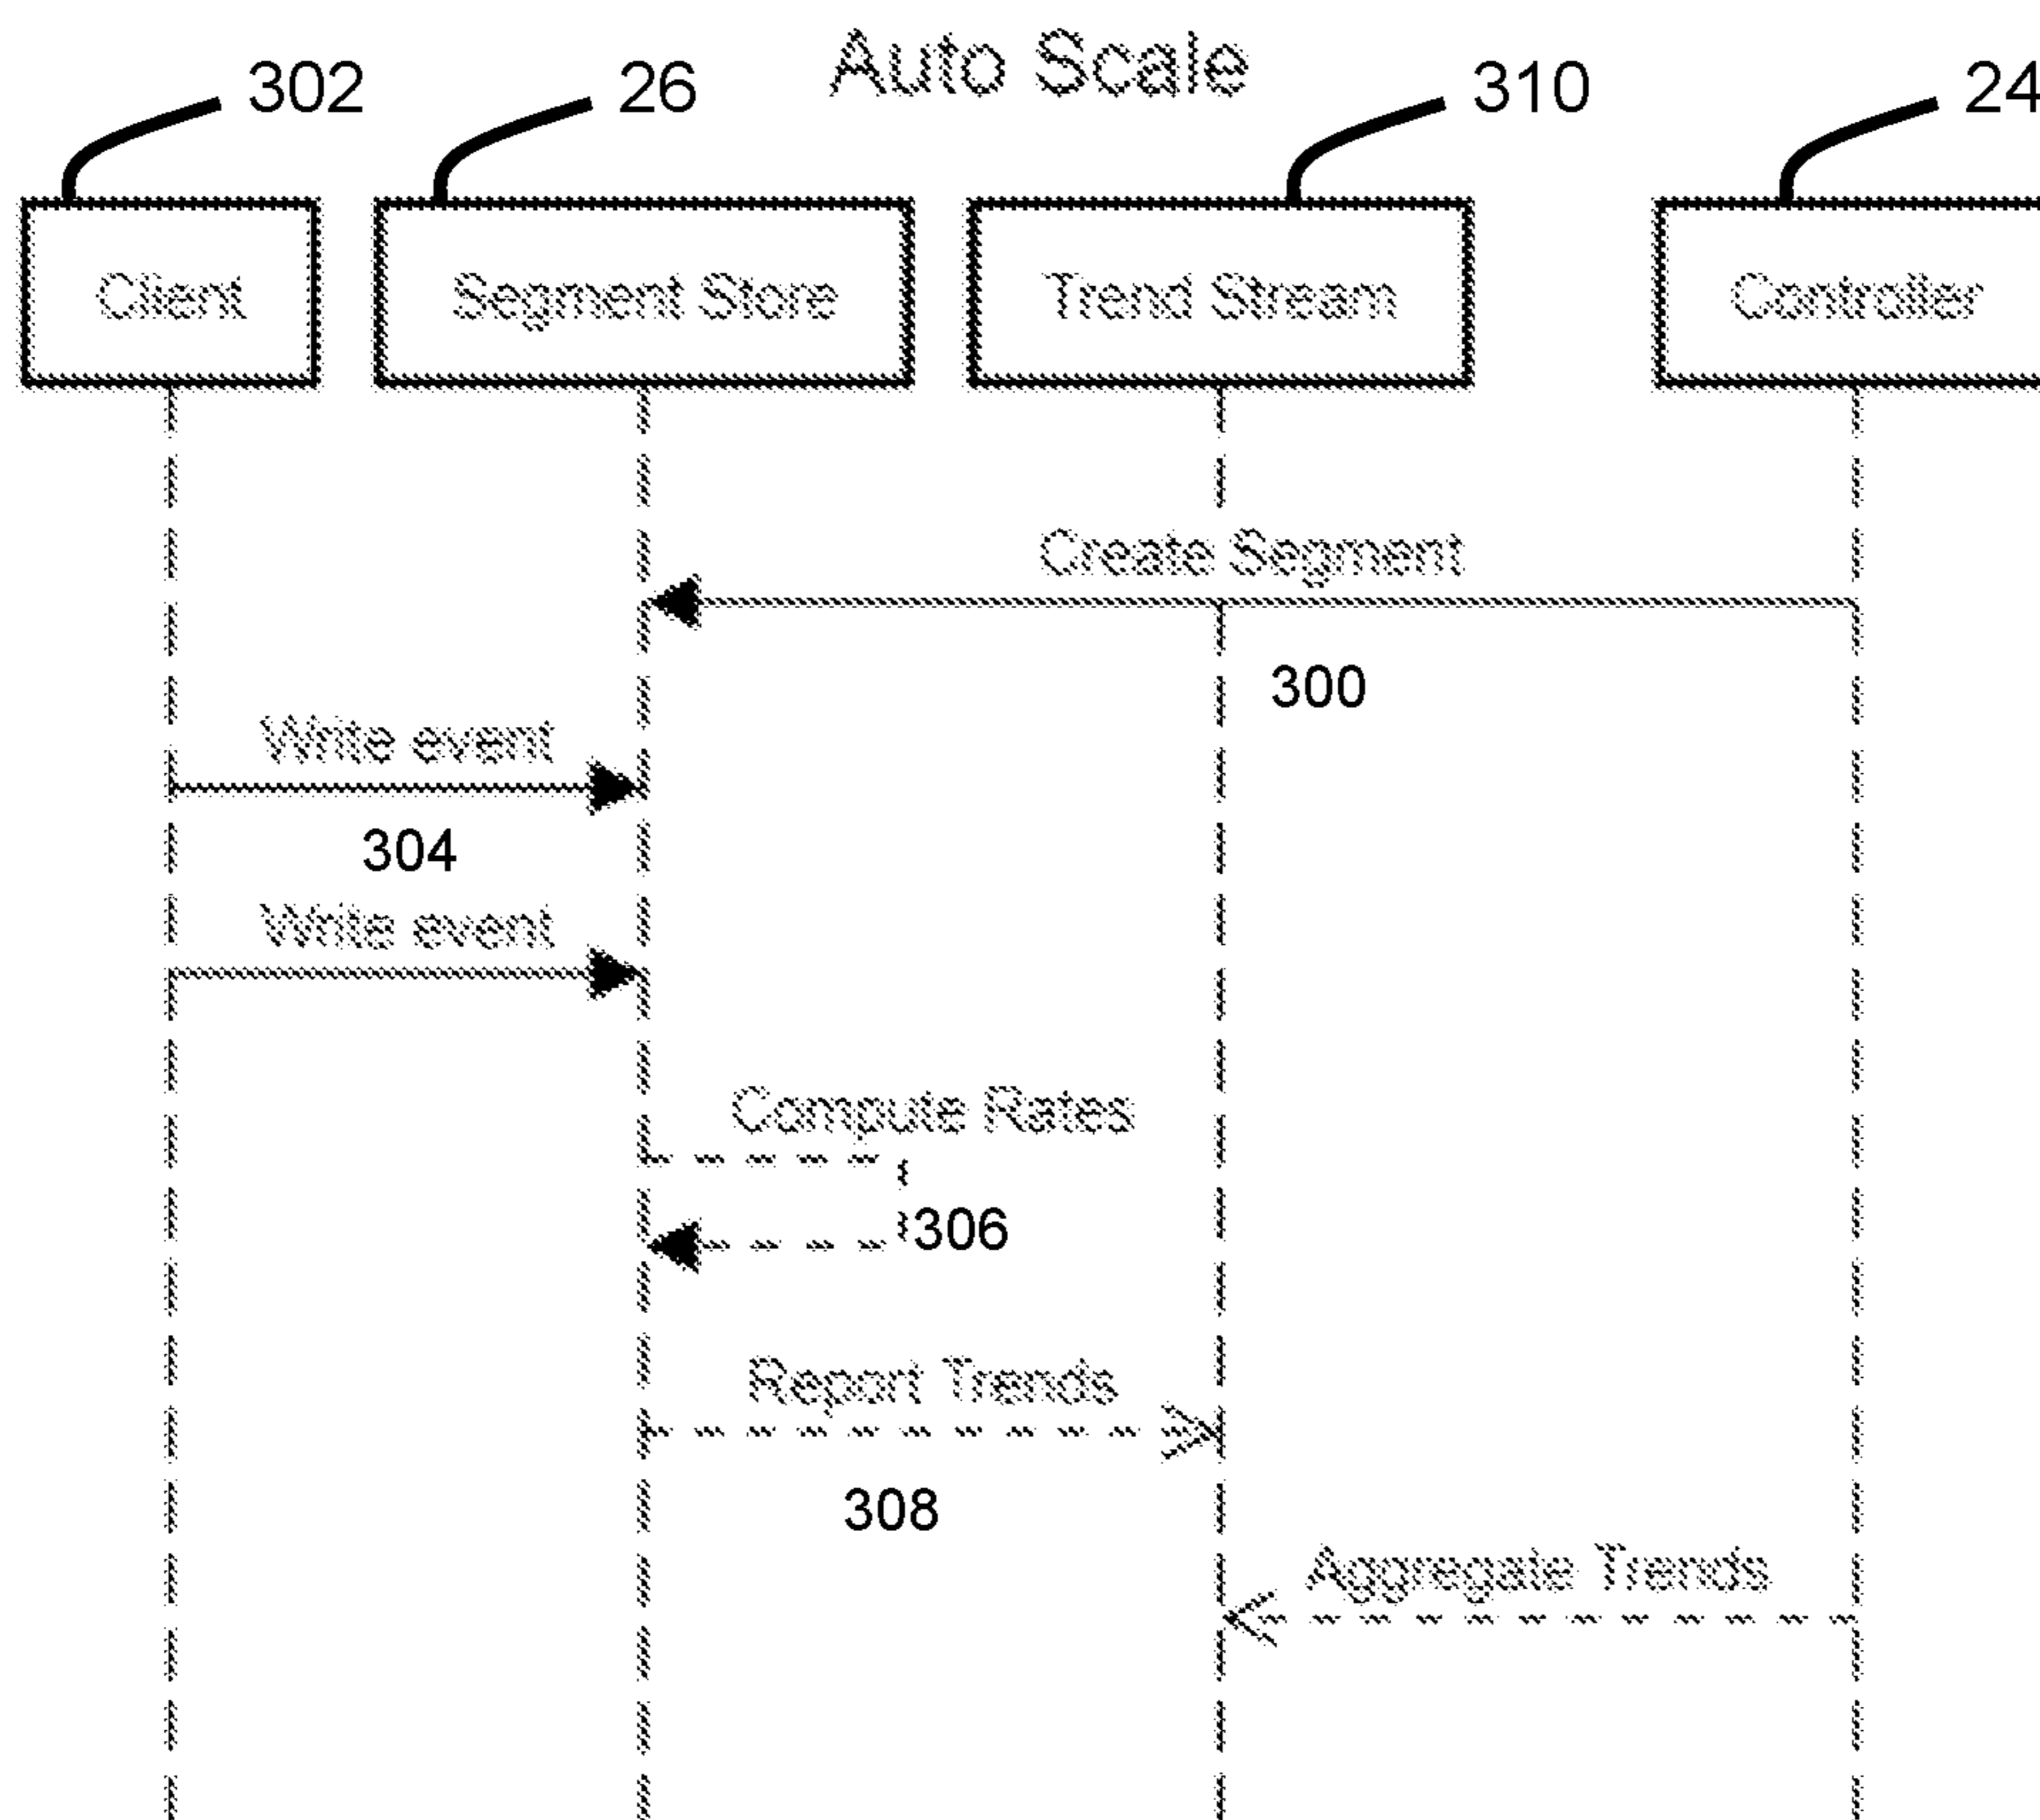 Auto Scale
302
26
310
24
Client
Segment Store
Trend Stream
Controller
Create Segment
300
Write event
304
Write event
Compute Rates
306
Report Trends
308
Aggregate Trends